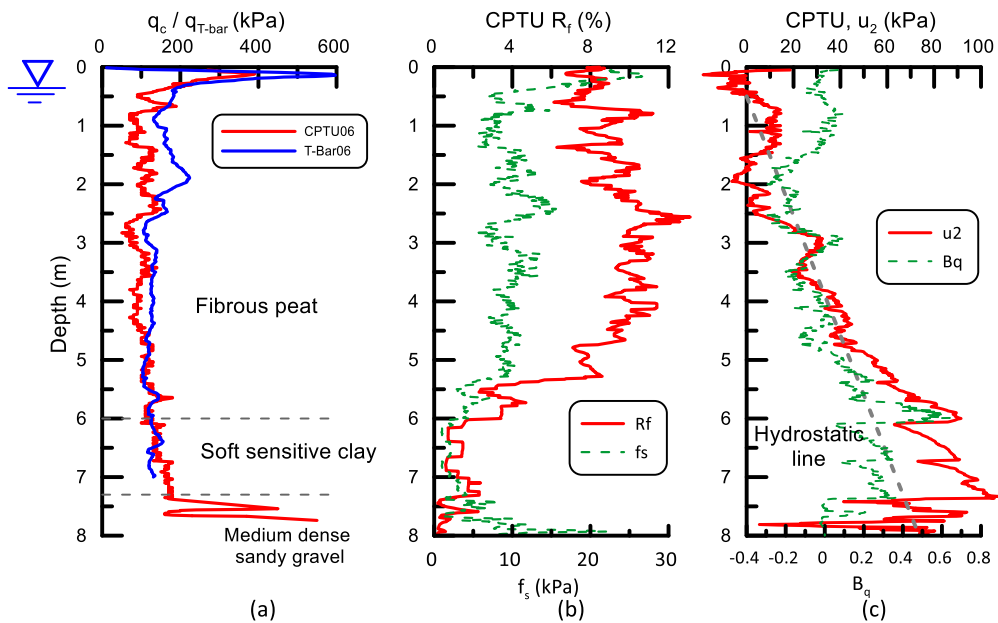 q_c / q_T-bar (kPa)
0 200 400 600
CPTU R_f (%)
0 4 8 12
CPTU, u_2 (kPa)
0 20 40 60 80 100
0
1
2
3
4
5
6
7
8
Depth (m)
CPTU06
T-Bar06
Fibrous peat
Soft sensitive clay
Medium dense
sandy gravel
(a)
0
1
2
3
4
5
6
7
8
Rf
fs
0 10 20 30
f_s (kPa)
(b)
0
1
2
3
4
5
6
7
8
u2
Bq
Hydrostatic
line
-0.4 -0.2 0 0.2 0.4 0.6 0.8
B_q
(c)